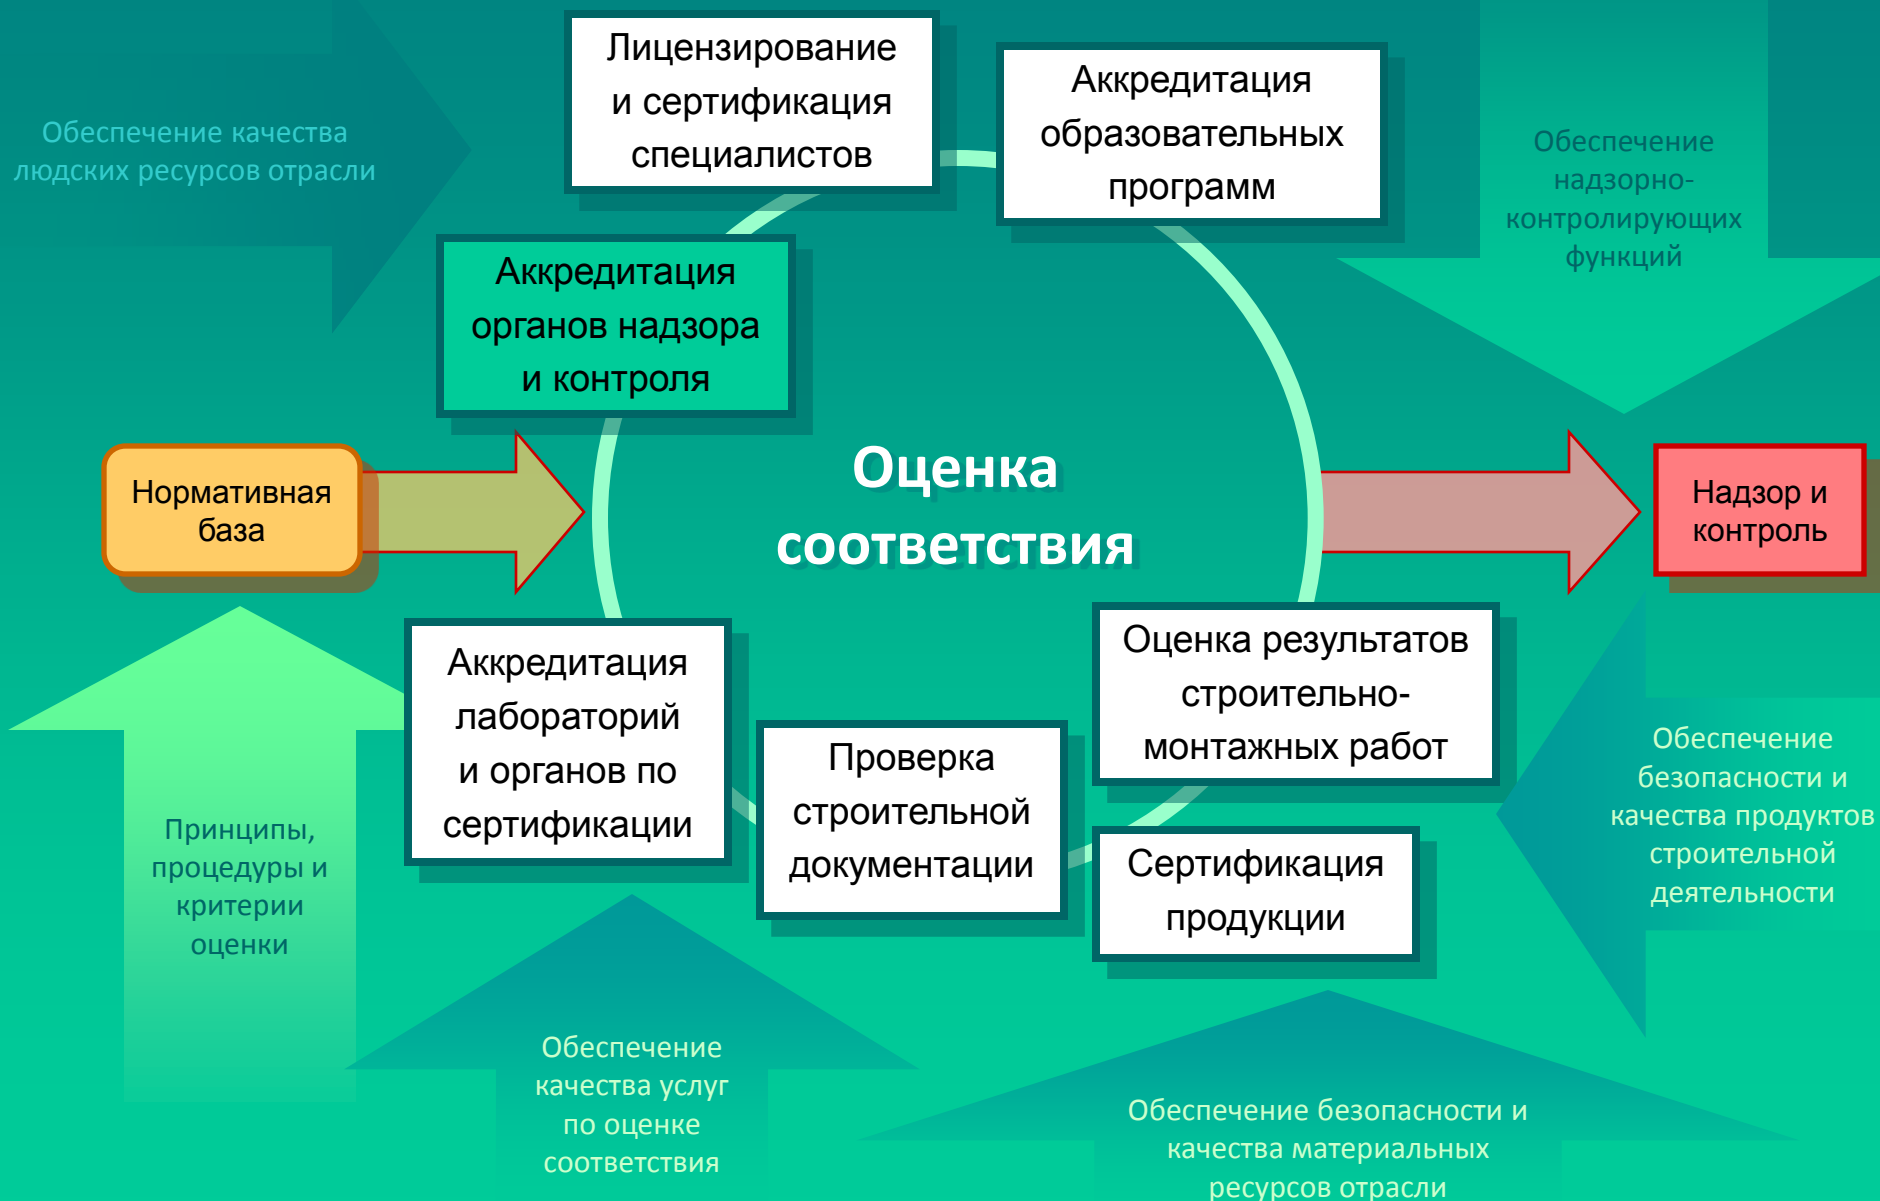 Лицензирование
и сертификация
специалистов
Аккредитация
образовательных
программ
Обеспечение качества
людских ресурсов отрасли
Обеспечение
надзорно-
контролирующих
функций
Аккредитация
органов надзора
и контроля
Оценка
соответствия
Нормативная
база
Надзор и
контроль
Аккредитация
лабораторий
и органов по
сертификации
Оценка результатов
строительно-
монтажных работ
Проверка
строительной
документации
Сертификация
продукции
Обеспечение
безопасности и
качества продуктов
строительной
деятельности
Принципы,
процедуры и
критерии
оценки
Обеспечение
качества услуг
по оценке
соответствия
Обеспечение безопасности и
качества материальных
ресурсов отрасли